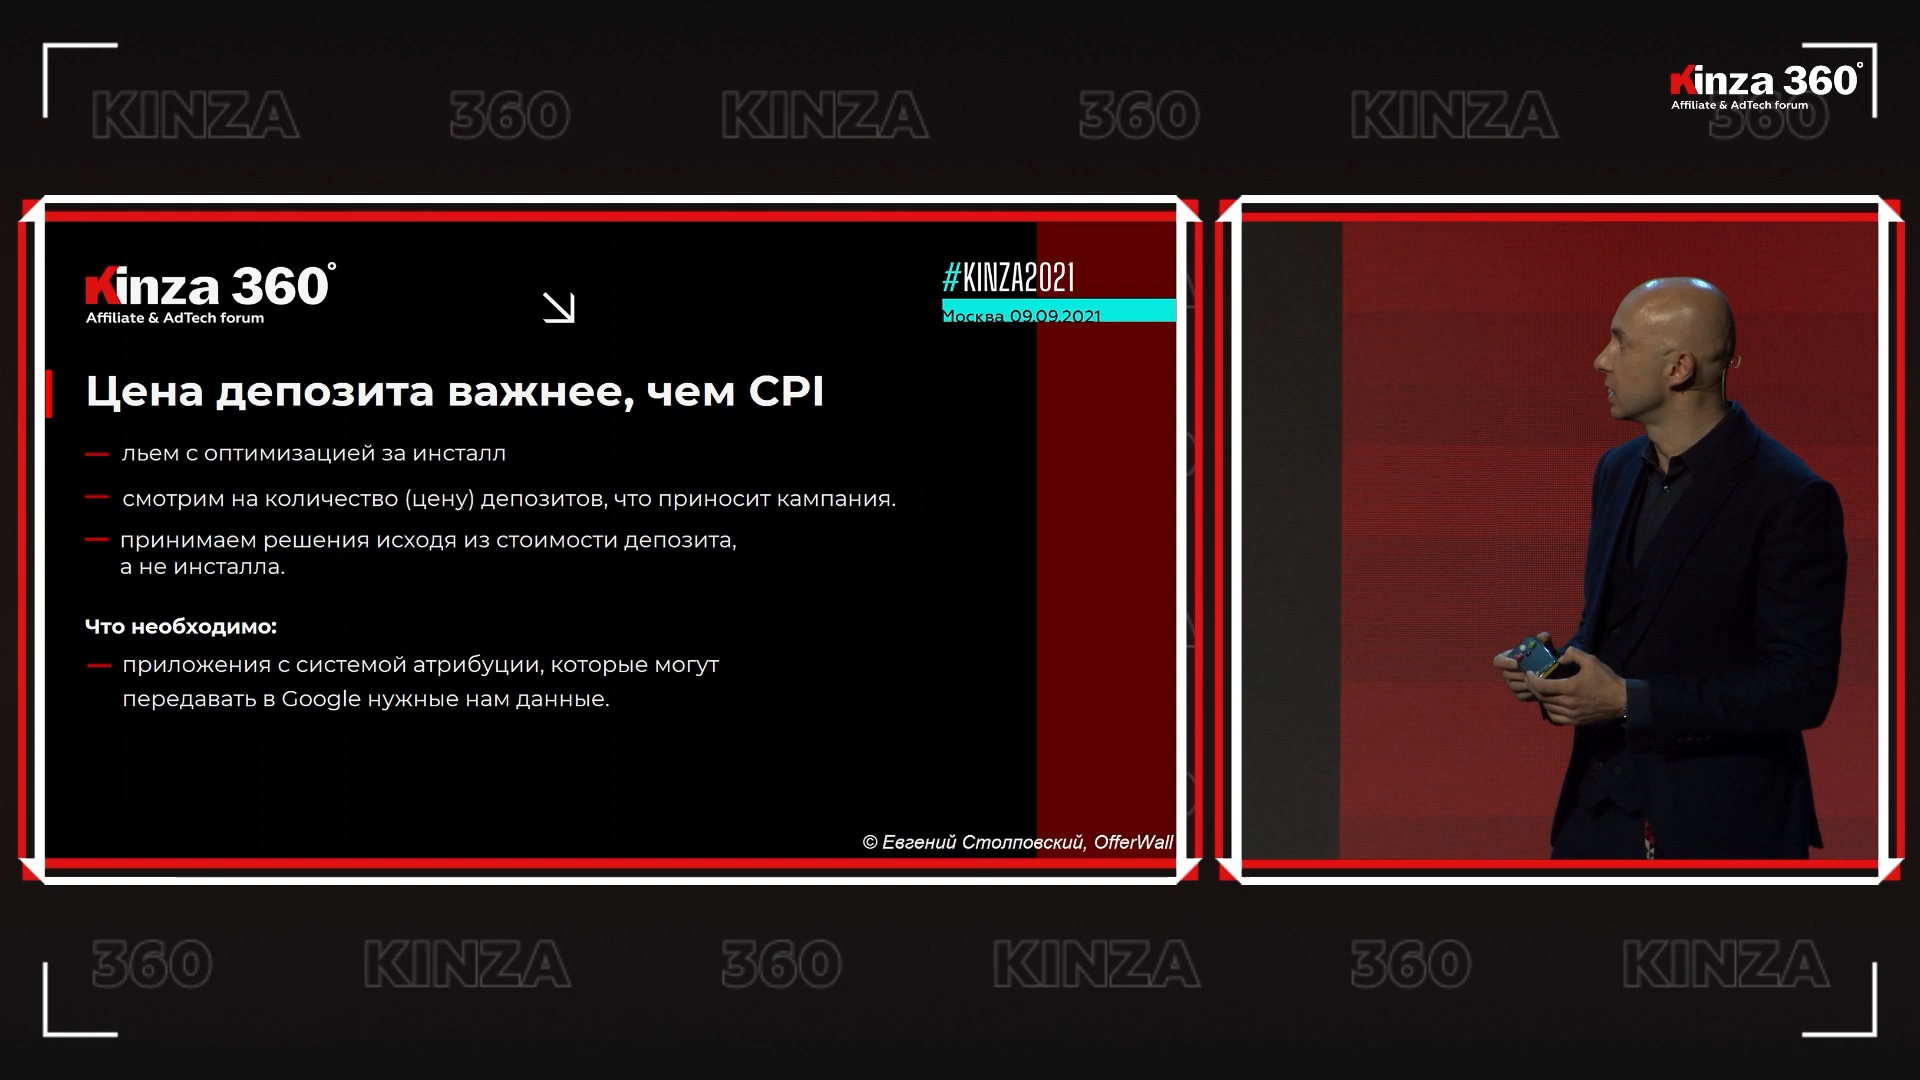 KINZA 360 KINZA 360 KINZA 360
Kinza 360°
Affiliate & AdTech forum
Kinza 360°
Affiliate & AdTech forum
#KINZA2021
Москва 09.09.2021
Цена депозита важнее, чем CPI
— льем с оптимизацией за инсталл
— смотрим на количество (цену) депозитов, что приносит кампания.
— принимаем решения исходя из стоимости депозита,
а не инсталла.
Что необходимо:
— приложения с системой атрибуции, которые могут
передавать в Google нужные нам данные.
© Евгений Столповский, OfferWall
360 KINZA 360 KINZA 360 KINZA